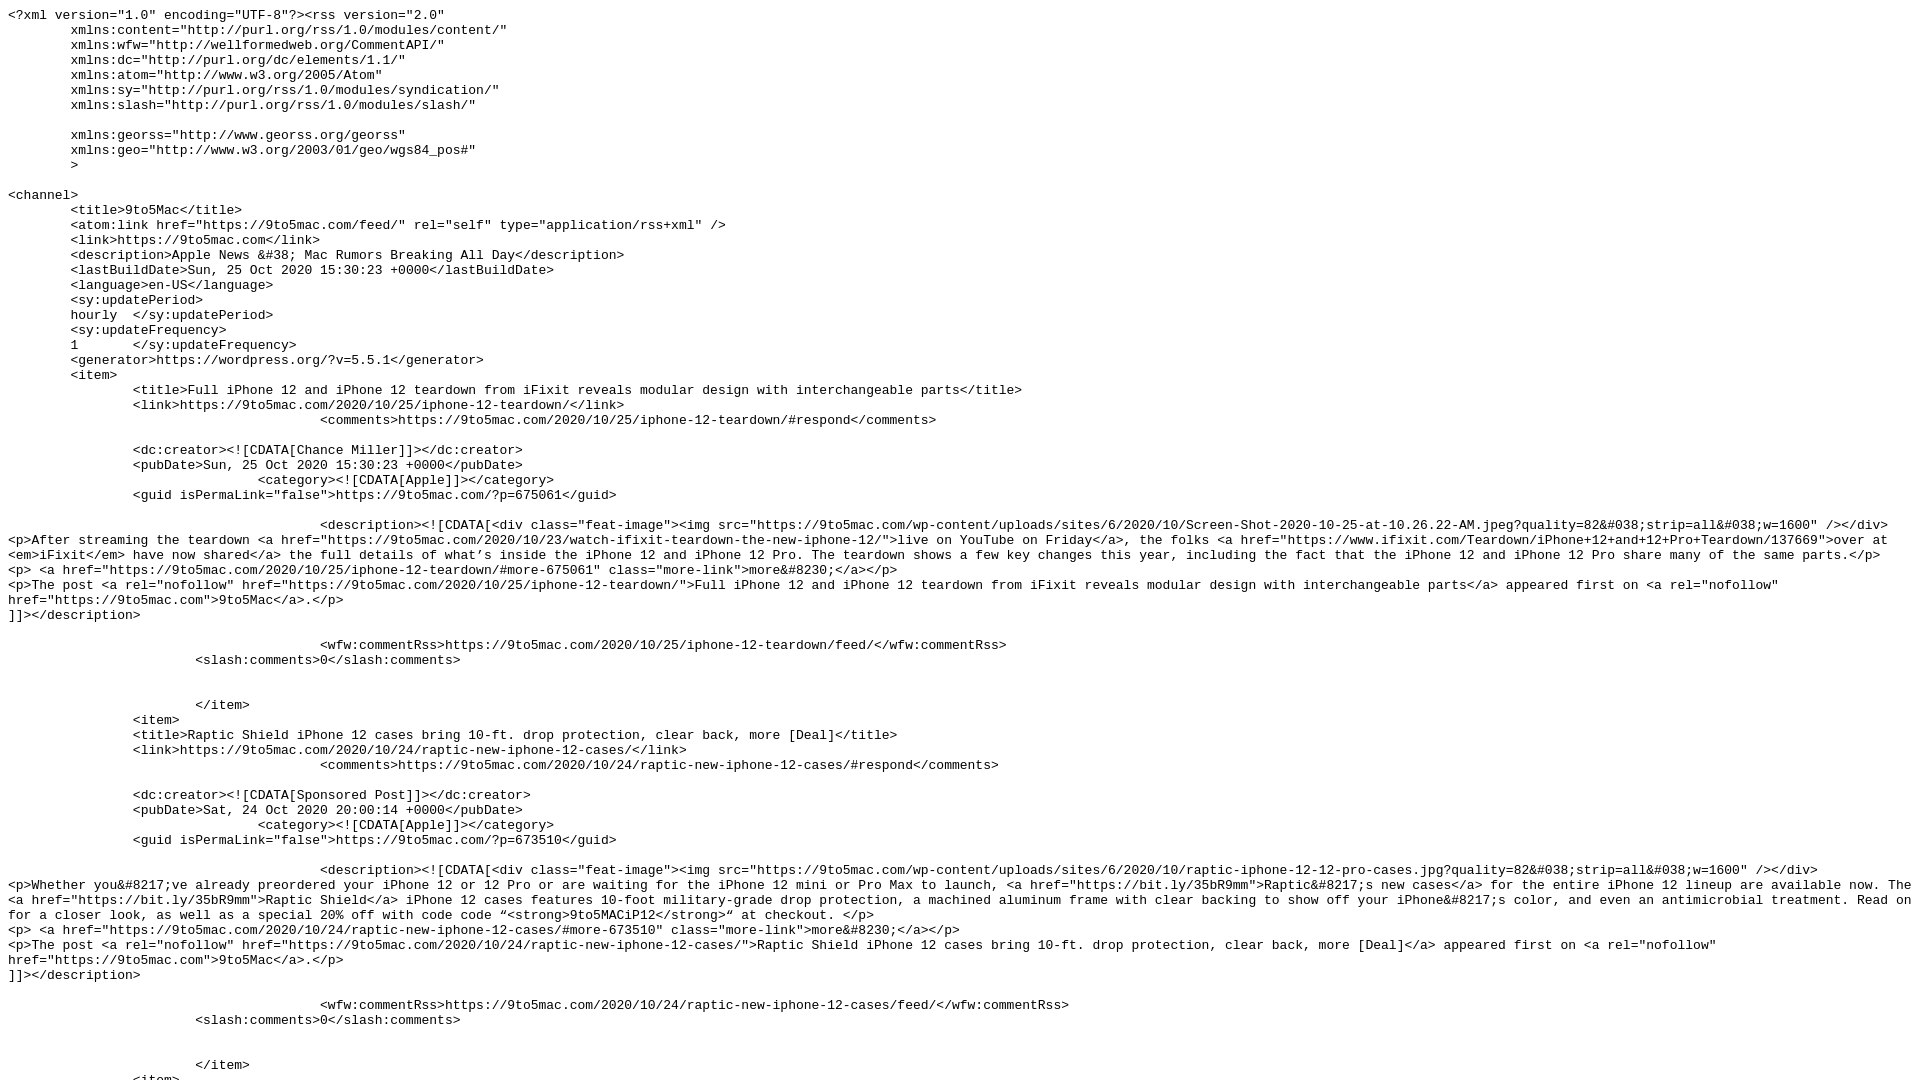 <?xml version="1.0" encoding="UTF-8"?><rss version="2.0"
xmlns:content="http://purl.org/rss/1.0/modules/content/"
xmlns:wfw="http://wellformedweb.org/CommentAPI/"
xmlns:dc="http://purl.org/dc/elements/1.1/"
xmlns:atom="http://www.w3.org/2005/Atom"
xmlns:sy="http://purl.org/rss/1.0/modules/syndication/"
xmlns:slash="http://purl.org/rss/1.0/modules/slash/"
xmlns:georss="http://www.georss.org/georss"
xmlns:geo="http://www.w3.org/2003/01/geo/wgs84_pos#"
>
<channel>
<title>9to5Mac</title>
<atom:link href="https://9to5mac.com/feed/" rel="self" type="application/rss+xml" />
<link>https://9to5mac.com</link>
<description>Apple News &#38; Mac Rumors Breaking All Day</description>
<lastBuildDate>Sun, 25 Oct 2020 15:30:23 +0000</lastBuildDate>
<language>en-US</language>
<sy:updatePeriod>
hourly  </sy:updatePeriod>
<sy:updateFrequency>
1       </sy:updateFrequency>
<generator>https://wordpress.org/?v=5.5.1</generator>
<item>
<title>Full iPhone 12 and iPhone 12 teardown from iFixit reveals modular design with interchangeable parts</title>
<link>https://9to5mac.com/2020/10/25/iphone-12-teardown/</link>
<comments>https://9to5mac.com/2020/10/25/iphone-12-teardown/#respond</comments>
<dc:creator><![CDATA[Chance Miller]]></dc:creator>
<pubDate>Sun, 25 Oct 2020 15:30:23 +0000</pubDate>
<category><![CDATA[Apple]]></category>
<guid isPermaLink="false">https://9to5mac.com/?p=675061</guid>
<description><![CDATA[<div class="feat-image"><img src="https://9to5mac.com/wp-content/uploads/sites/6/2020/10/Screen-Shot-2020-10-25-at-10.26.22-AM.jpeg?quality=82&#038;strip=all&#038;w=1600" /></div>
<p>After streaming the teardown <a href="https://9to5mac.com/2020/10/23/watch-ifixit-teardown-the-new-iphone-12/">live on YouTube on Friday</a>, the folks <a href="https://www.ifixit.com/Teardown/iPhone+12+and+12+Pro+Teardown/137669">over at
<em>iFixit</em> have now shared</a> the full details of what’s inside the iPhone 12 and iPhone 12 Pro. The teardown shows a few key changes this year, including the fact that the iPhone 12 and iPhone 12 Pro share many of the same parts.</p>
<p> <a href="https://9to5mac.com/2020/10/25/iphone-12-teardown/#more-675061" class="more-link">more&#8230;</a></p>
<p>The post <a rel="nofollow" href="https://9to5mac.com/2020/10/25/iphone-12-teardown/">Full iPhone 12 and iPhone 12 teardown from iFixit reveals modular design with interchangeable parts</a> appeared first on <a rel="nofollow"
href="https://9to5mac.com">9to5Mac</a>.</p>
]]></description>
<wfw:commentRss>https://9to5mac.com/2020/10/25/iphone-12-teardown/feed/</wfw:commentRss>
<slash:comments>0</slash:comments>
</item>
<item>
<title>Raptic Shield iPhone 12 cases bring 10-ft. drop protection, clear back, more [Deal]</title>
<link>https://9to5mac.com/2020/10/24/raptic-new-iphone-12-cases/</link>
<comments>https://9to5mac.com/2020/10/24/raptic-new-iphone-12-cases/#respond</comments>
<dc:creator><![CDATA[Sponsored Post]]></dc:creator>
<pubDate>Sat, 24 Oct 2020 20:00:14 +0000</pubDate>
<category><![CDATA[Apple]]></category>
<guid isPermaLink="false">https://9to5mac.com/?p=673510</guid>
<description><![CDATA[<div class="feat-image"><img src="https://9to5mac.com/wp-content/uploads/sites/6/2020/10/raptic-iphone-12-12-pro-cases.jpg?quality=82&#038;strip=all&#038;w=1600" /></div>
<p>Whether you&#8217;ve already preordered your iPhone 12 or 12 Pro or are waiting for the iPhone 12 mini or Pro Max to launch, <a href="https://bit.ly/35bR9mm">Raptic&#8217;s new cases</a> for the entire iPhone 12 lineup are available now. The
<a href="https://bit.ly/35bR9mm">Raptic Shield</a> iPhone 12 cases features 10-foot military-grade drop protection, a machined aluminum frame with clear backing to show off your iPhone&#8217;s color, and even an antimicrobial treatment. Read on
for a closer look, as well as a special 20% off with code code “<strong>9to5MACiP12</strong>“ at checkout. </p>
<p> <a href="https://9to5mac.com/2020/10/24/raptic-new-iphone-12-cases/#more-673510" class="more-link">more&#8230;</a></p>
<p>The post <a rel="nofollow" href="https://9to5mac.com/2020/10/24/raptic-new-iphone-12-cases/">Raptic Shield iPhone 12 cases bring 10-ft. drop protection, clear back, more [Deal]</a> appeared first on <a rel="nofollow"
href="https://9to5mac.com">9to5Mac</a>.</p>
]]></description>
<wfw:commentRss>https://9to5mac.com/2020/10/24/raptic-new-iphone-12-cases/feed/</wfw:commentRss>
<slash:comments>0</slash:comments>
</item>
<item>